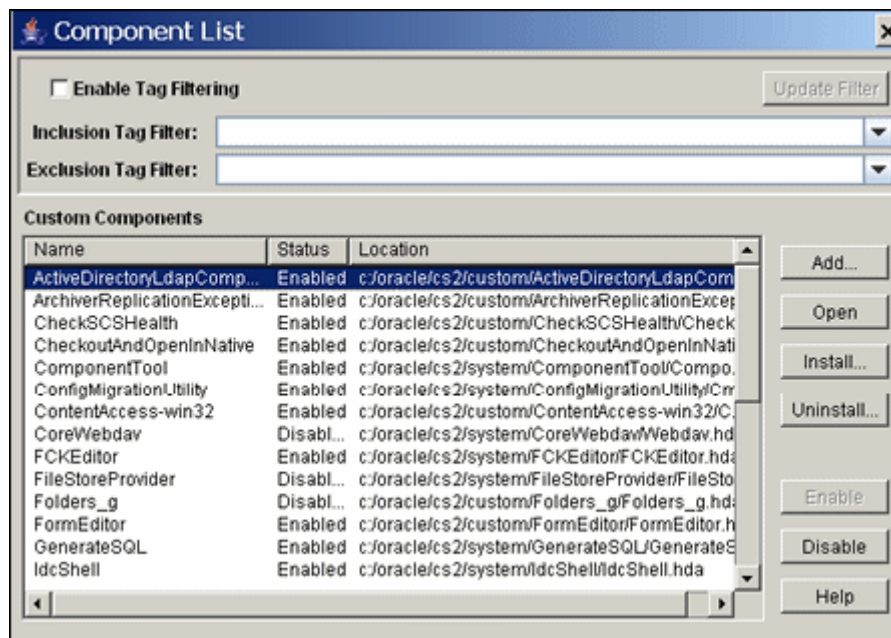 Component List
Enable Tag Filtering
Update Filter
Inclusion Tag Filter:
Exclusion Tag Filter:
Custom Components
Name Status Location
ActiveDirectoryLdapComp... Enabled c:/oracle/cs2/custom/ActiveDirectoryLdapCom
ArchiverReplicationExcepti... Enabled c:/oracle/cs2/custom/ArchiverReplicationExcep
CheckSCSHealth Enabled c:/oracle/cs2/custom/CheckSCSHealth/Check
CheckoutAndOpenInNative Enabled c:/oracle/cs2/custom/CheckoutAndOpenInNati
ComponentTool Enabled c:/oracle/cs2/system/ComponentTool/Compo.
ConfigMigrationUtility Enabled c:/oracle/cs2/system/ConfigMigrationUtility/Cm
ContentAccess-win32 Enabled c:/oracle/cs2/custom/ContentAccess-win32/C.
CoreWebdav Disabl... c:/oracle/cs2/system/CoreWebdav/Webdav.hd
FCKEditor Enabled c:/oracle/cs2/system/FCKEditor/FCKEditor.hda
FileStoreProvider Disabl... c:/oracle/cs2/system/FileStoreProvider/FileSto
Folders_g Disabl... c:/oracle/cs2/custom/Folders_g/Folders_g.hda
FormEditor Enabled c:/oracle/cs2/custom/FormEditor/FormEditor.h
GenerateSQL Enabled c:/oracle/cs2/system/GenerateSQL/GenerateS
IdcShell Enabled c:/oracle/cs2/system/IdcShell/IdcShell.hda
Add...
Open
Install...
Uninstall...
Enable
Disable
Help